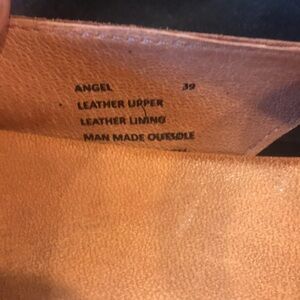 ANGEL 39
LEATHER UPPER
LEATHER LINING
MAN MADE OUTSOLE